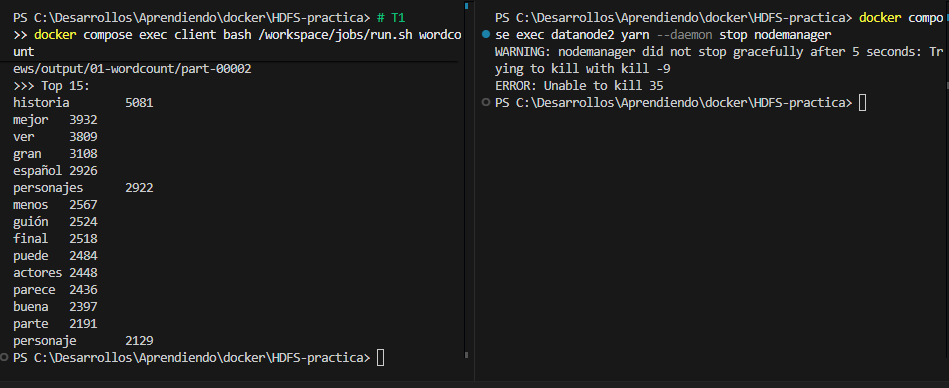 PS C:\Desarrollos\Aprendiendo\docker\HDFS-practica> # T1
>> docker compose exec client bash /workspace/jobs/run.sh wordco
unt
ews/output/01-wordcount/part-00002
>>> Top 15:
historia 5081
mejor 3932
ver 3809
gran 3108
español 2926
personajes 2922
menos 2567
guión 2524
final 2518
puede 2484
actores 2448
parece 2436
buena 2397
parte 2191
personaje 2129
PS C:\Desarrollos\Aprendiendo\docker\HDFS-practica>
PS C:\Desarrollos\Aprendiendo\docker\HDFS-practica> docker compo
se exec datanode2 yarn --daemon stop nodemanager
WARNING: nodemanager did not stop gracefully after 5 seconds: Tr
ying to kill with kill -9
ERROR: Unable to kill 35
PS C:\Desarrollos\Aprendiendo\docker\HDFS-practica>